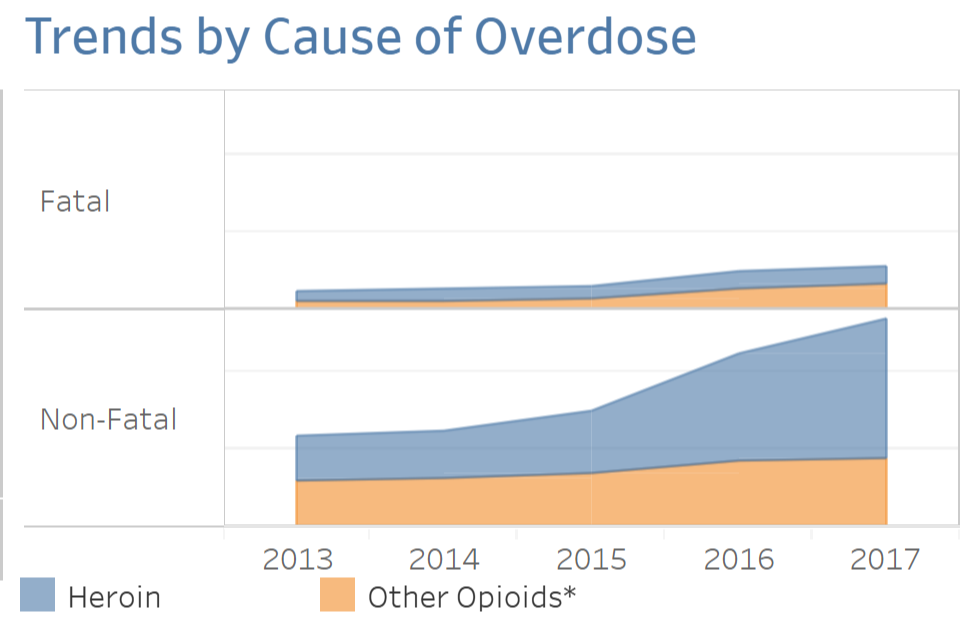 Trends by Cause of Overdose
Fatal
Non-Fatal
2013 2014 2015 2016 2017
Heroin Other Opioids*